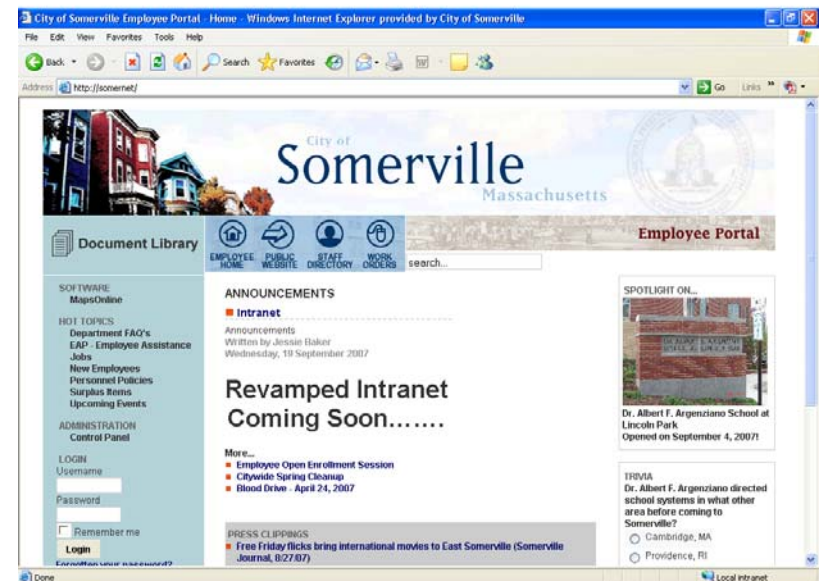 City of Somerville Employee Portal - Home - Windows Internet Explorer provided by City of Somerville
File Edit View Favorites Tools Help
Back Search Favorites
Address http://somernet/ Go Links
City of
Somerville
Massachusetts
Document Library
EMPLOYEE HOME
PUBLIC WEBSITE
STAFF DIRECTORY
WORK ORDERS
search...
Employee Portal
SOFTWARE
MapsOnline
HOT TOPICS
Department FAQ's
EAP - Employee Assistance
Jobs
New Employees
Personnel Policies
Surplus Items
Upcoming Events
ADMINISTRATION
Control Panel
LOGIN
Username
Password
Remember me
Login
Forgotten your password?
ANNOUNCEMENTS
Intranet
Announcements
Written by Jessie Baker
Wednesday, 19 September 2007
Revamped Intranet
Coming Soon.......
More...
Employee Open Enrollment Session
Citywide Spring Cleanup
Blood Drive - April 24, 2007
PRESS CLIPPINGS
Free Friday flicks bring international movies to East Somerville (Somerville
Journal, 8/27/07)
SPOTLIGHT ON...
Dr. Albert F. Argenziano School at
Lincoln Park
Opened on September 4, 2007!
TRIVIA
Dr. Albert F. Argenziano directed
school systems in what other
area before coming to
Somerville?
Cambridge, MA
Providence, RI
Done
Local intranet